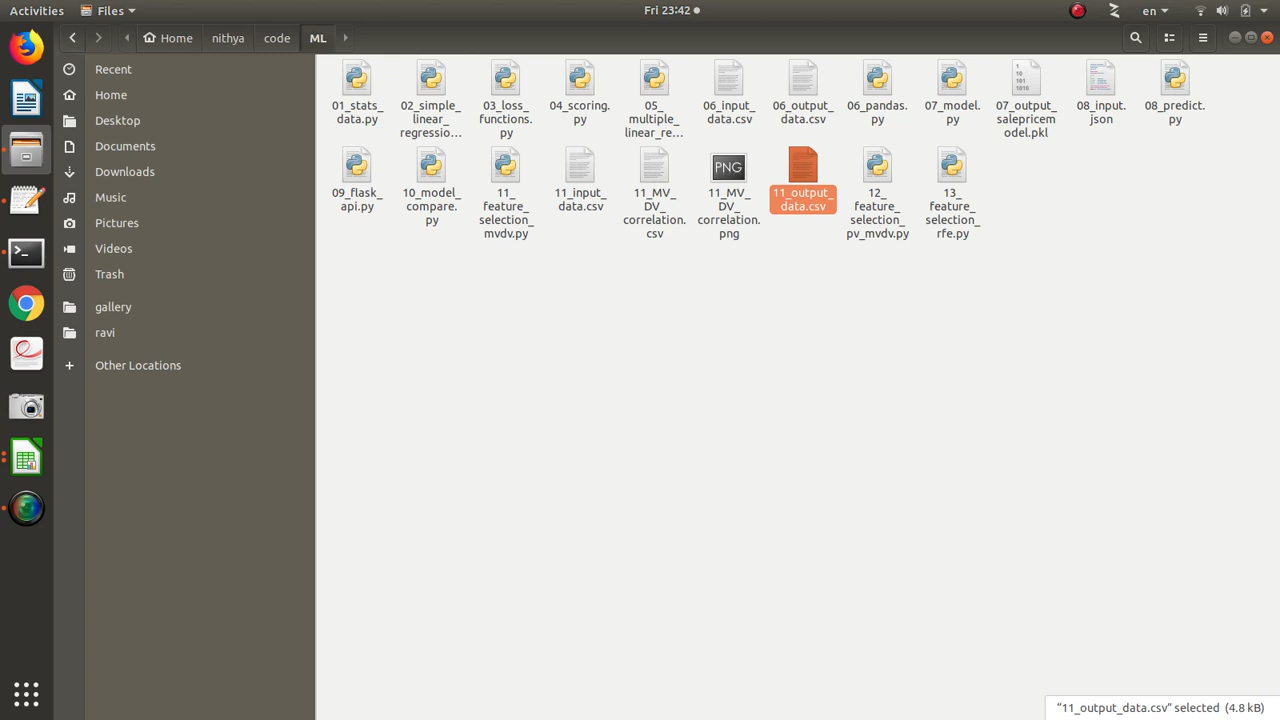 Activities
Files
Fri 23:42
en
Home
nithya
code
ML
Recent
Home
Desktop
Documents
Downloads
Music
Pictures
Videos
Trash
gallery
ravi
Other Locations
01_stats_
data.py
02_simple_
linear_
regressio…
03_loss_
functions.
py
04_scoring.
py
05_
multiple_
linear_re…
06_input_
data.csv
06_output_
data.csv
06_pandas.
py
07_model.
py
07_output_
salepricem
odel.pkl
08_input.
json
08_predict.
py
09_flask_
api.py
10_model_
compare.
py
11_
feature_
selection_
mvdv.py
11_input_
data.csv
11_MV_
DV_
correlation.
csv
PNG
11_MV_
DV_
correlation.
png
11_output_
data.csv
12_
feature_
selection_
pv_mvdv.py
13_
feature_
selection_
rfe.py
1
10
101
1010
“11_output_data.csv” selected (4.8 kB)